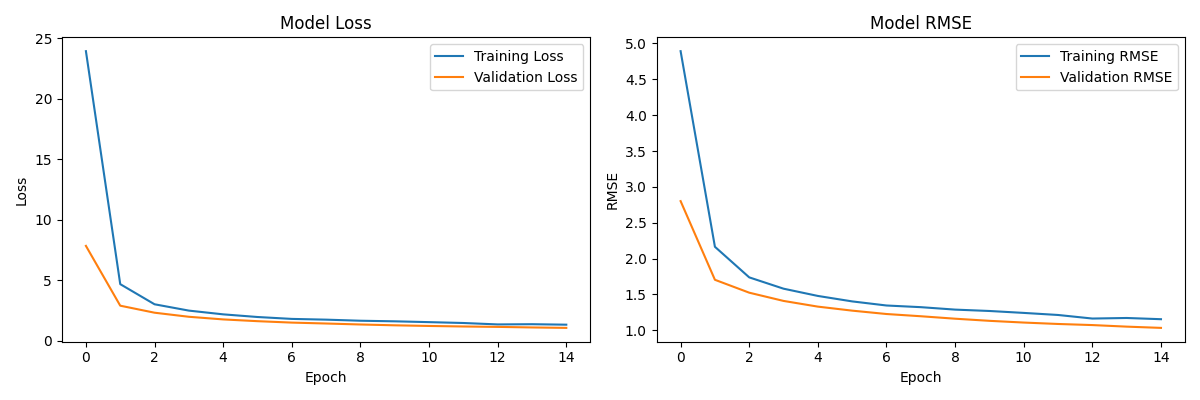 Model Loss
25
20
15
10
5
0
Loss
Training Loss
Validation Loss
0 2 4 6 8 10 12 14
Epoch
Model RMSE
5.0
4.5
4.0
3.5
3.0
2.5
2.0
1.5
1.0
RMSE
Training RMSE
Validation RMSE
0 2 4 6 8 10 12 14
Epoch